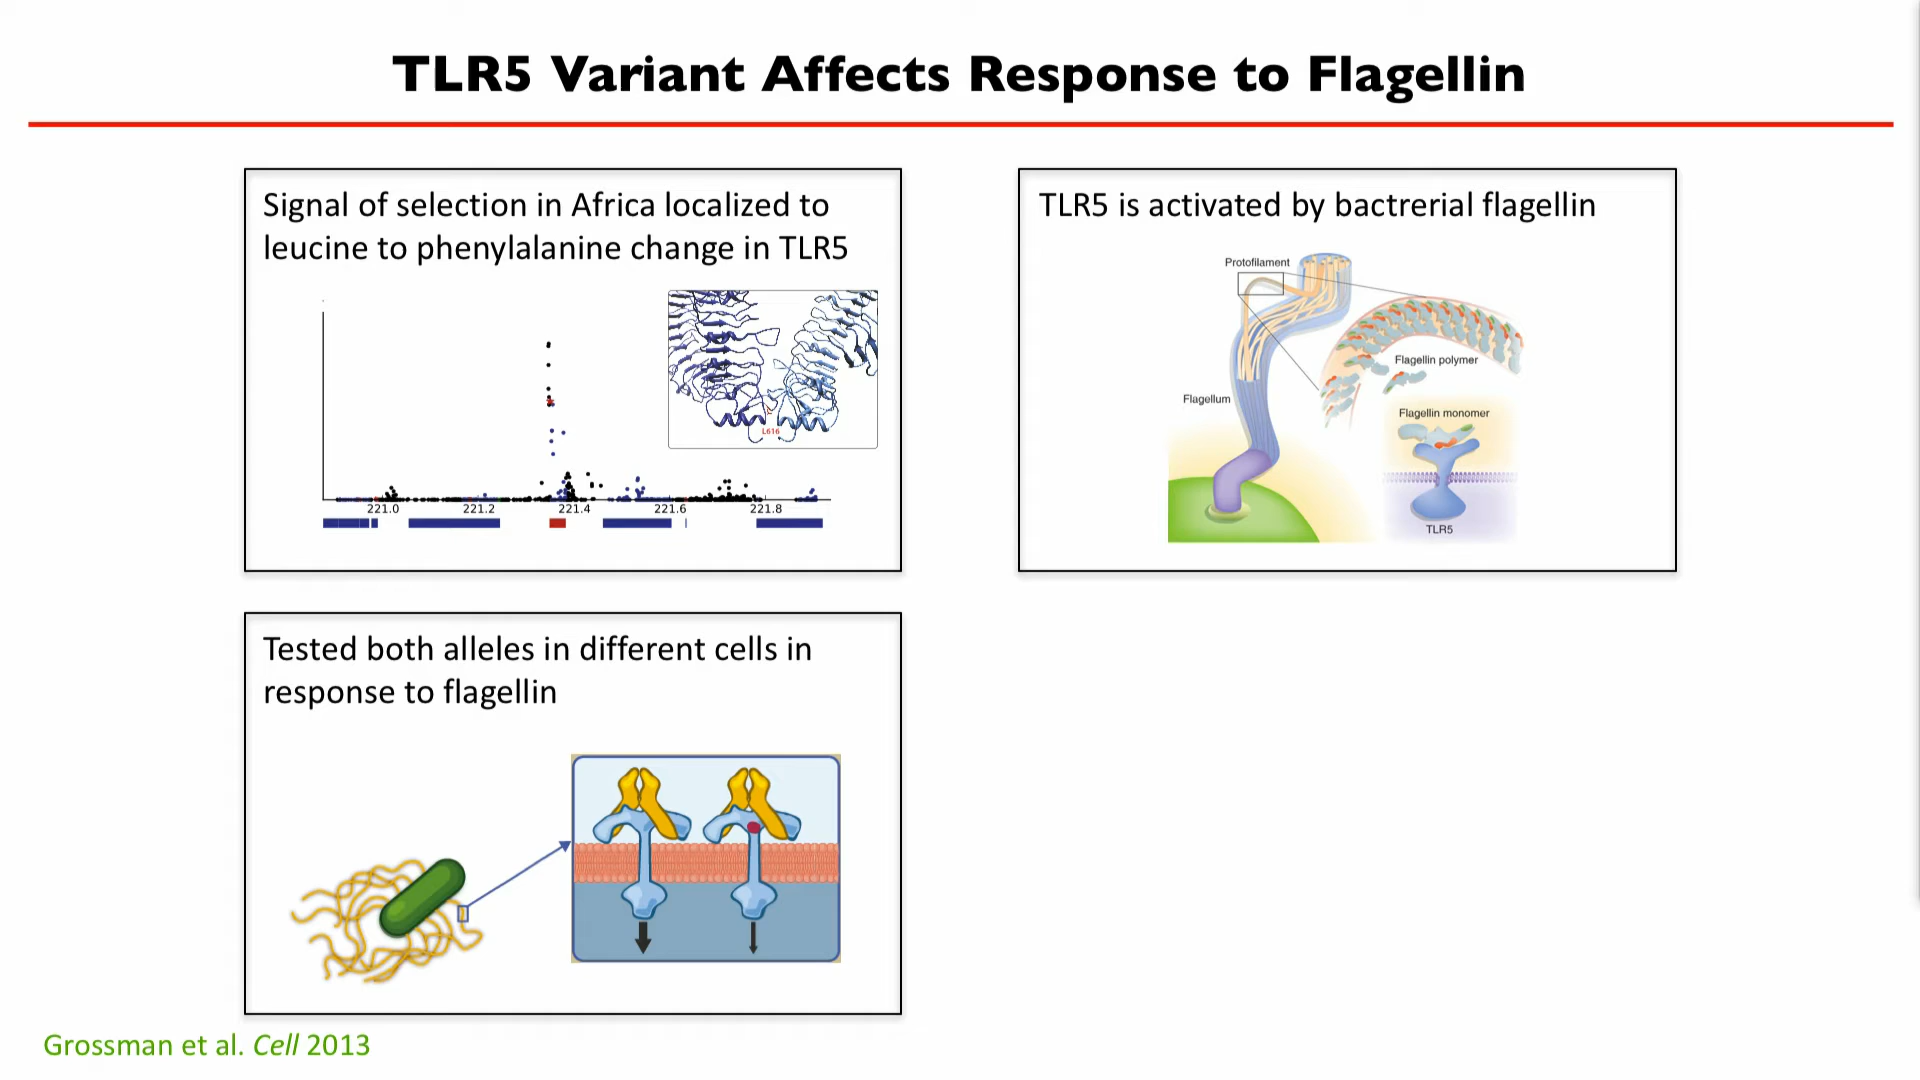 TLR5 Variant Affects Response to Flagellin
Signal of selection in Africa localized to
leucine to phenylalanine change in TLR5
L616
221.0 221.2 221.4 221.6 221.8
TLR5 is activated by bactrerial flagellin
Protofilament
Flagellin polymer
Flagellum
Flagellin monomer
TLR5
Tested both alleles in different cells in
response to flagellin
Grossman et al. Cell 2013